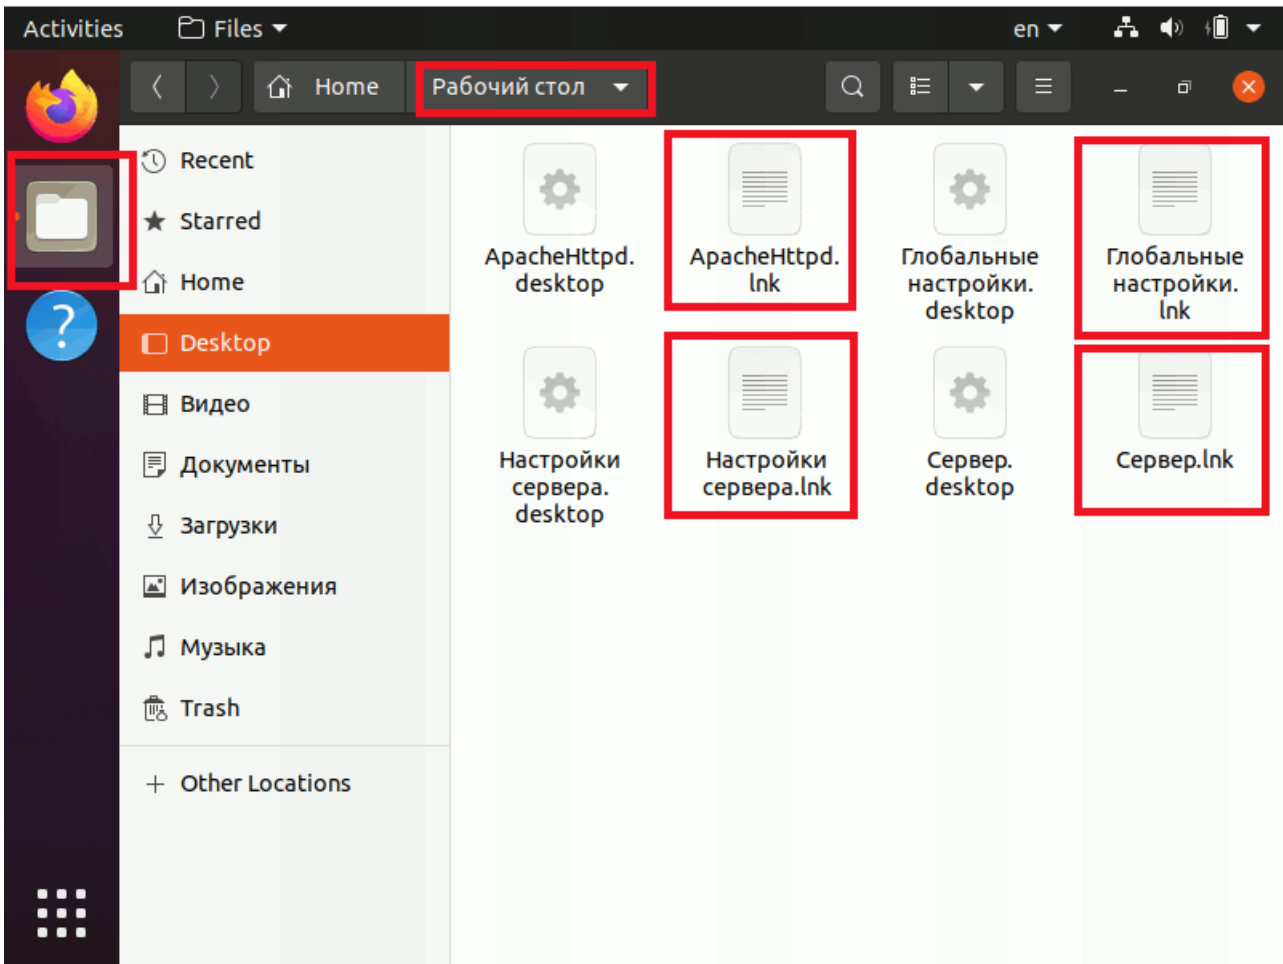 Activities
Files
en
Home
Рабочий стол
Recent
Starred
Home
Desktop
Видео
Документы
Загрузки
Изображения
Музыка
Trash
Other Locations
ApacheHttpd.
desktop
ApacheHttpd.
lnk
Глобальные
настройки.
desktop
Глобальные
настройки.
lnk
Настройки
сервера.
desktop
Настройки
сервера.lnk
Сервер.
desktop
Сервер.lnk